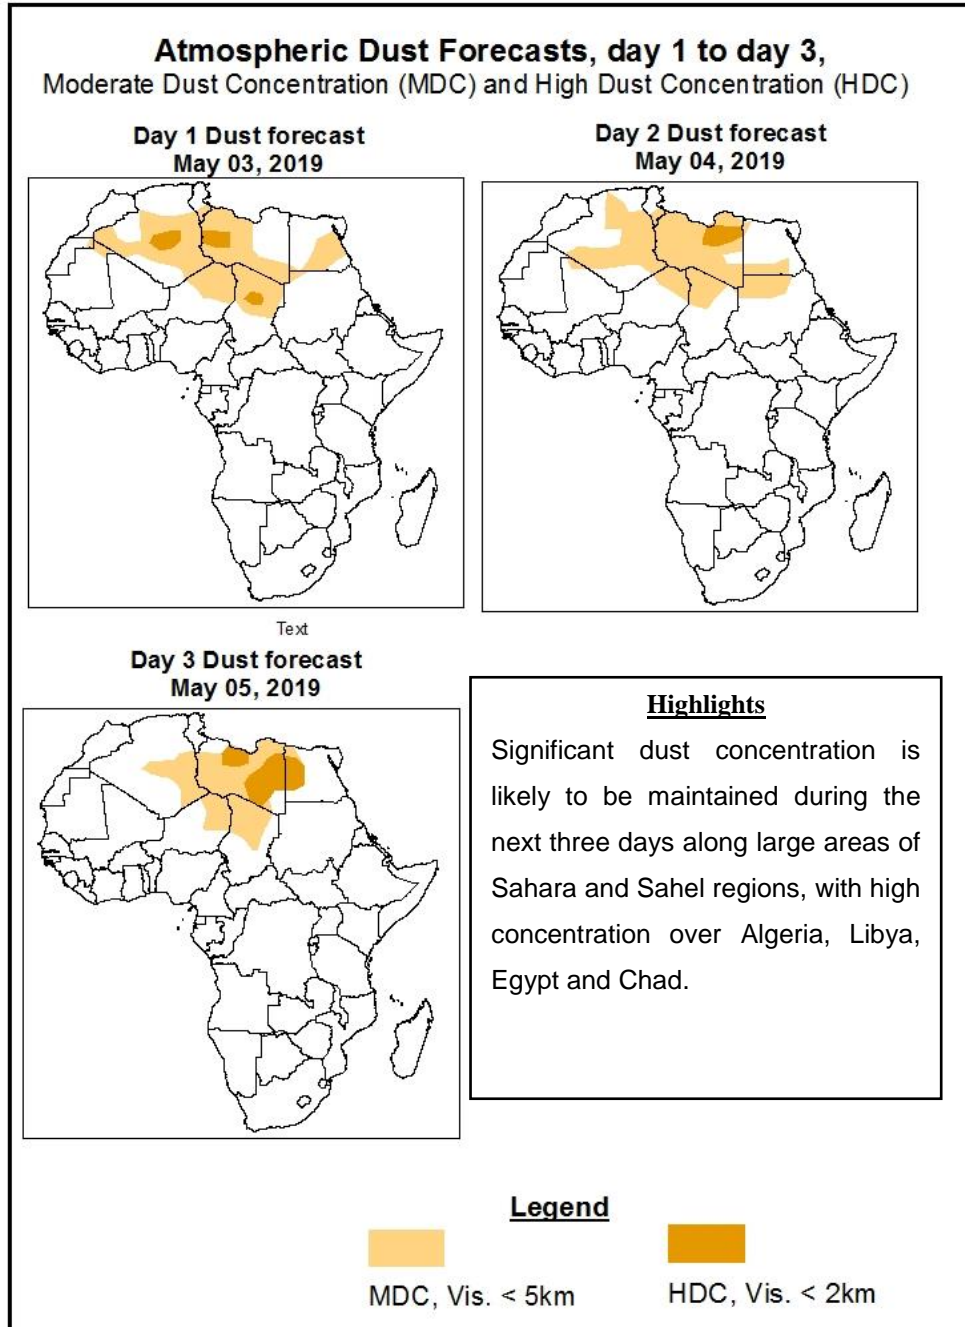 Atmospheric Dust Forecasts, day 1 to day 3,
Moderate Dust Concentration (MDC) and High Dust Concentration (HDC)
Day 1 Dust forecast
May 03, 2019
Day 2 Dust forecast
May 04, 2019
Text
Day 3 Dust forecast
May 05, 2019
Highlights
Significant dust concentration is
likely to be maintained during the
next three days along large areas of
Sahara and Sahel regions, with high
concentration over Algeria, Libya,
Egypt and Chad.
Legend
MDC, Vis. < 5km
HDC, Vis. < 2km